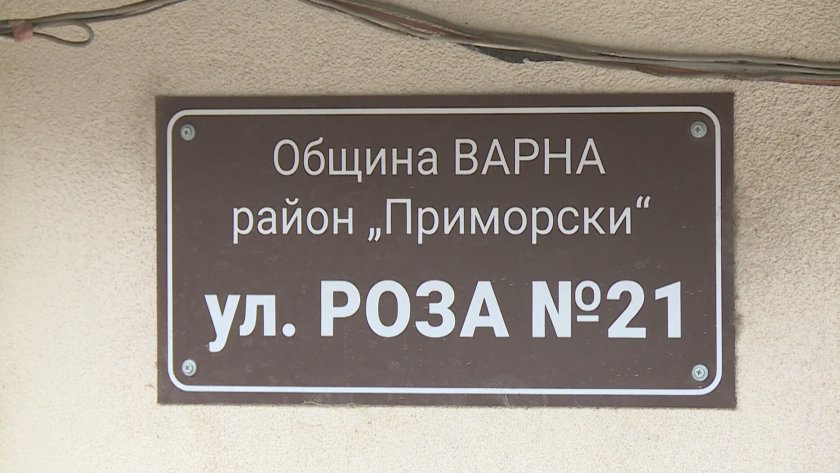 Община ВАРНА
район „Приморски“
ул. РОЗА №21